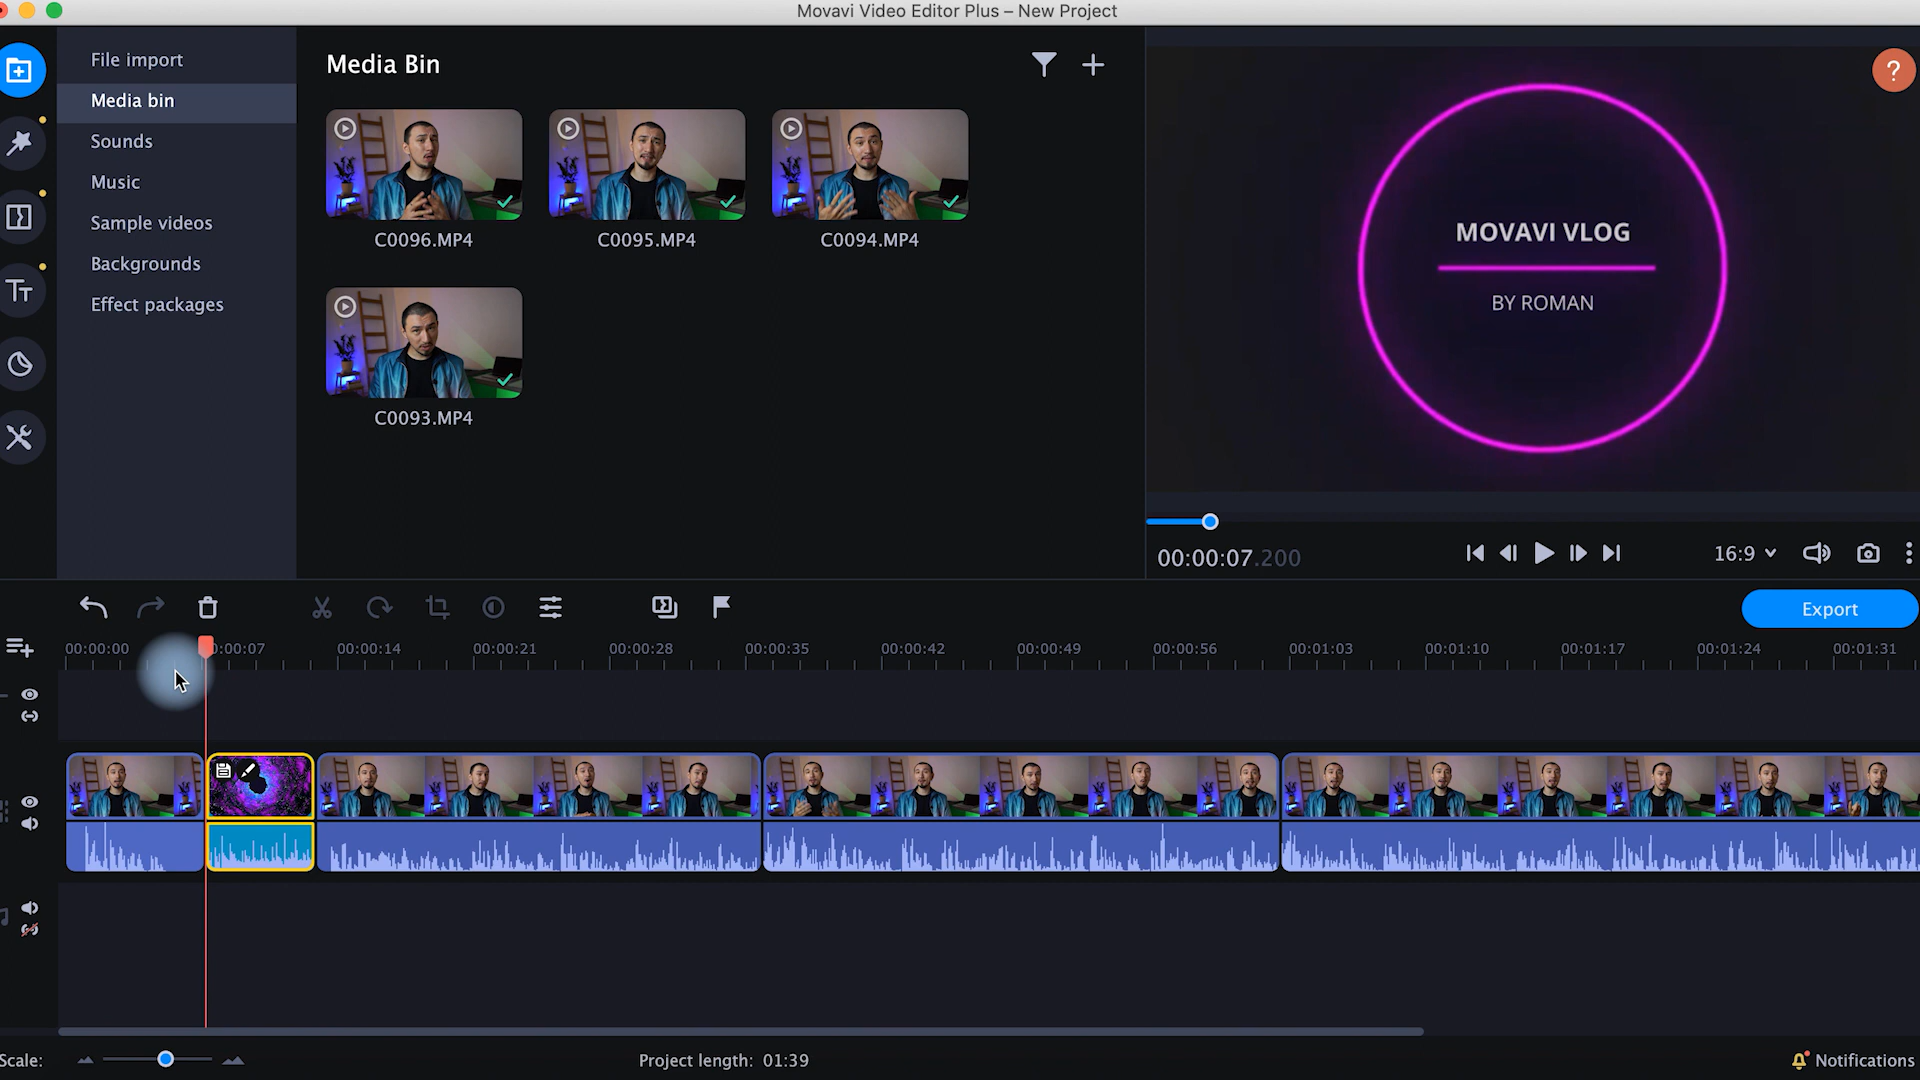 Movavi Video Editor Plus – New Project
File import
Media bin
Sounds
Music
Sample videos
Backgrounds
Effect packages
Media Bin
C0096.MP4
C0095.MP4
C0094.MP4
C0093.MP4
?
MOVAVI VLOG
BY ROMAN
00:00:07.200
16:9
Export
00:00:00
0:00:07
00:00:14
00:00:21
00:00:28
00:00:35
00:00:42
00:00:49
00:00:56
00:01:03
00:01:10
00:01:17
00:01:24
00:01:31
Scale:
Project length: 01:39
Notifications